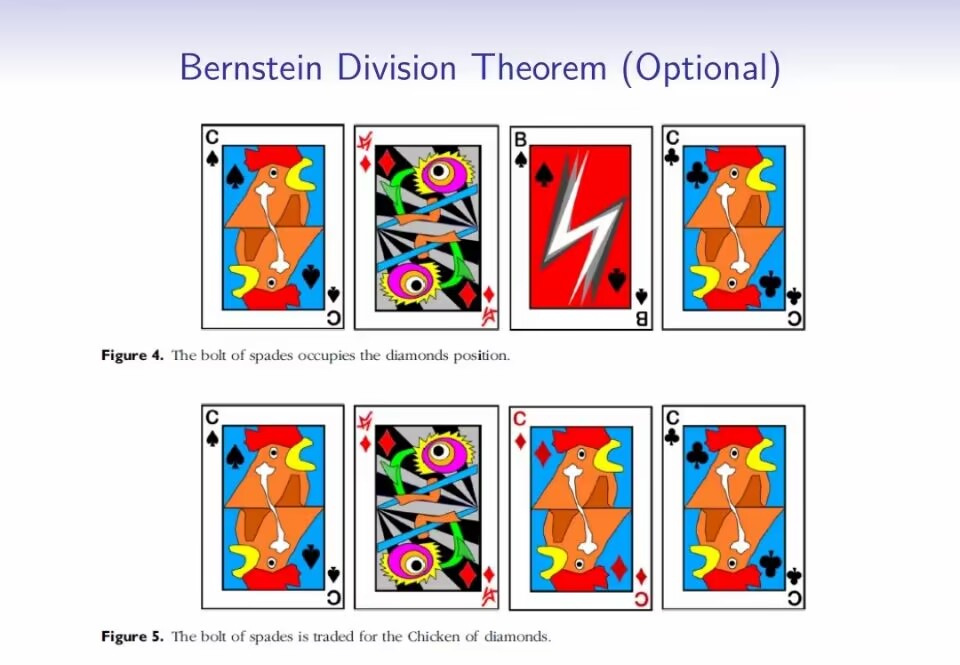 Bernstein Division Theorem (Optional)
C
B
C
C
B
C
Figure 4. The bolt of spades occupies the diamonds position.
C
C
C
C
C
C
Figure 5. The bolt of spades is traded for the Chicken of diamonds.